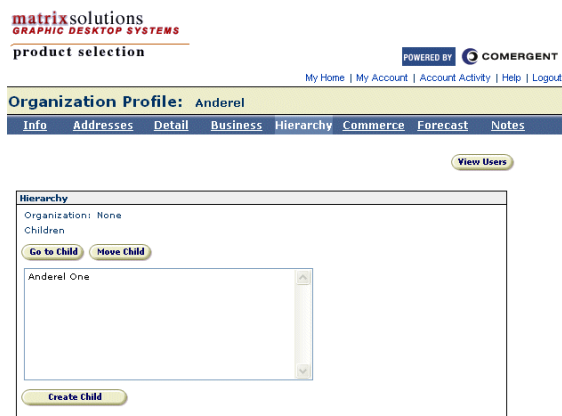 matrixsolutions
GRAPHIC DESKTOP SYSTEMS
product selection
POWERED BY COMERGENT
My Home | My Account | Account Activity | Help | Logout
Organization Profile: Anderel
Info Addresses Detail Business Hierarchy Commerce Forecast Notes
View Users
Hierarchy
Organization: None
Children
Go to Child Move Child
Anderel One
Create Child